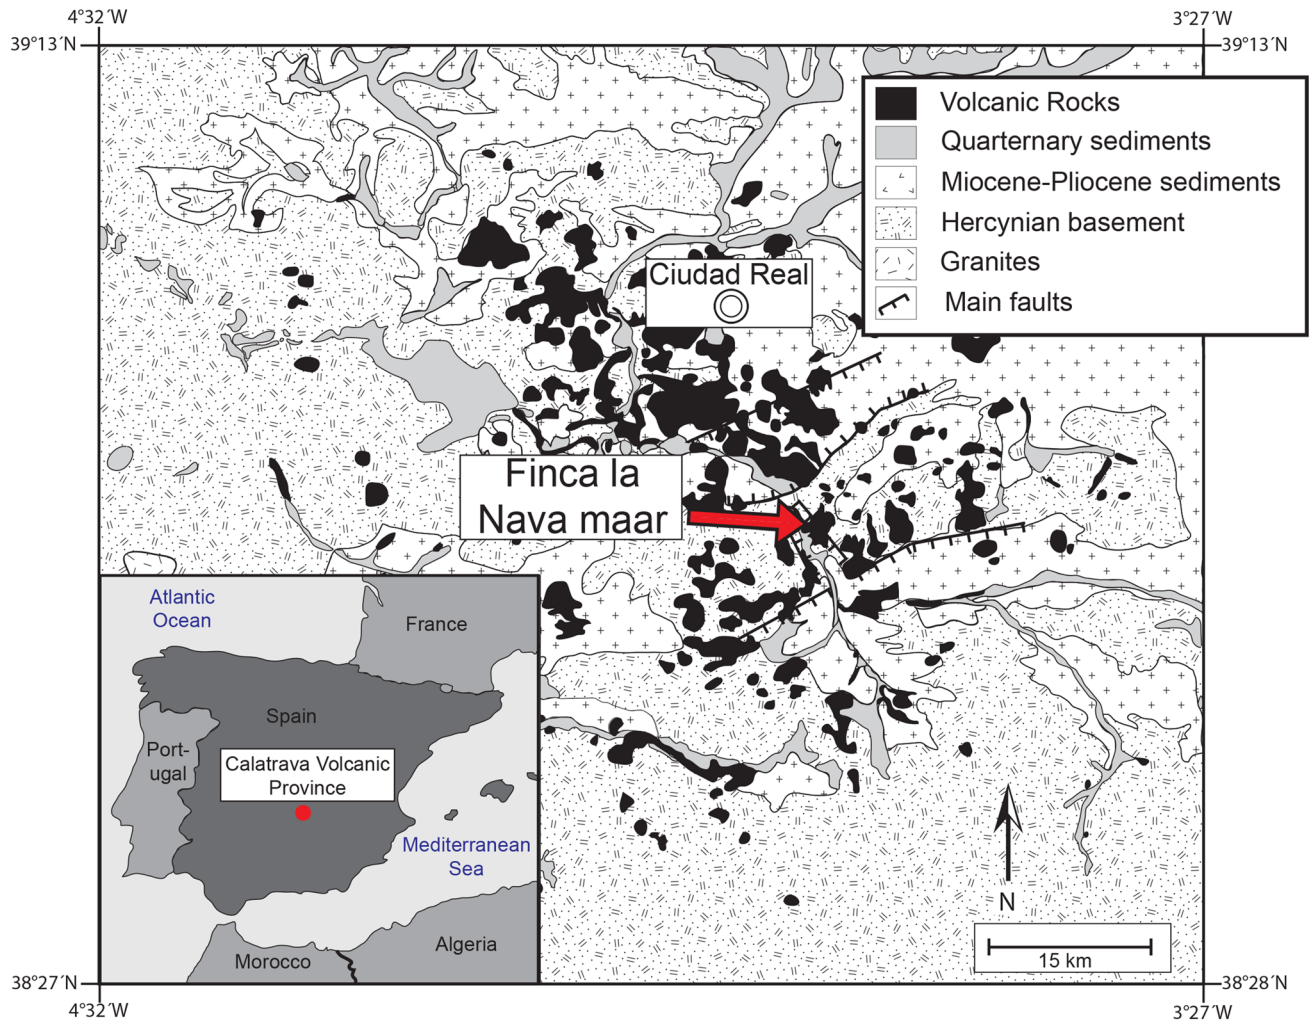 4°32´W
3°27´W
39°13´N
39°13´N
Volcanic Rocks
Quarternary sediments
Miocene-Pliocene sediments
Hercynian basement
Granites
Main faults
Ciudad Real
Finca la
Nava maar
Atlantic
Ocean
France
Spain
Port-
ugal
Calatrava Volcanic
Province
Mediterranean
Sea
Algeria
Morocco
N
15 km
38°27´N
38°28´N
4°32´W
3°27´W